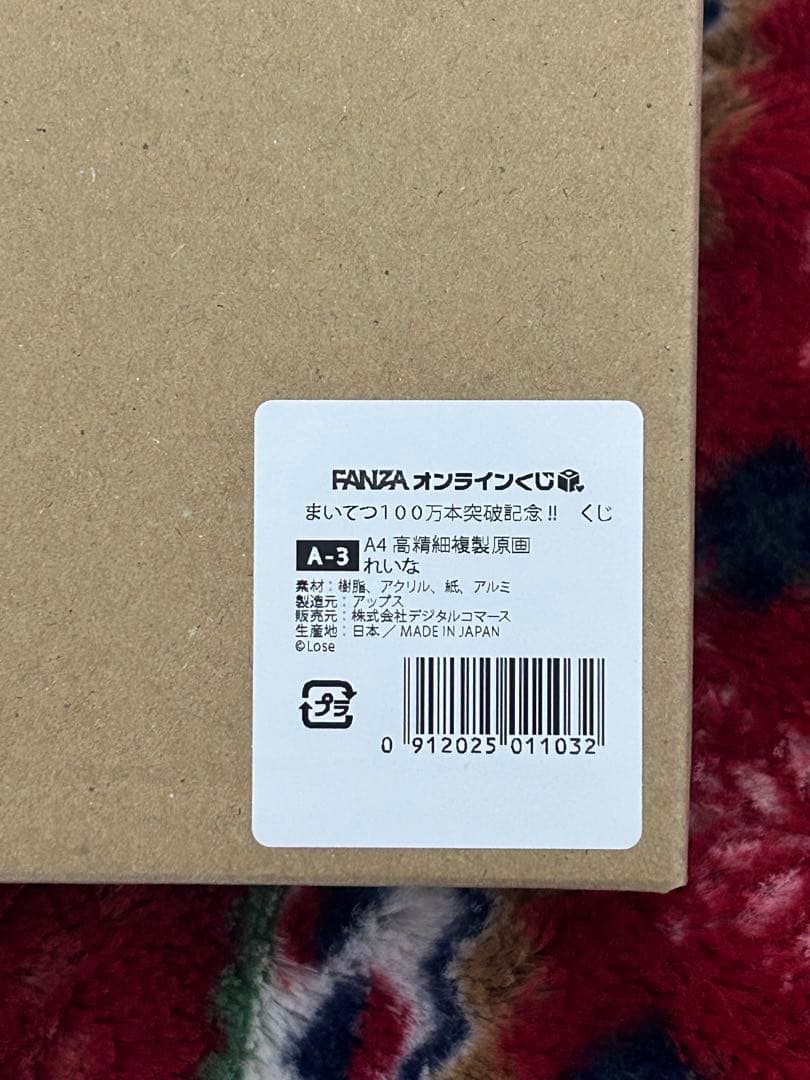 FANZA オンラインくじ
まいてつ100万本突破記念!! くじ
A-3 A4 高精細複製原画
れいな
素材：樹脂、アクリル、紙、アルミ
製造元：アップス
販売元：株式会社デジタルコマース
生産地：日本／MADE IN JAPAN
©Lose
プラ
0 912025 011032